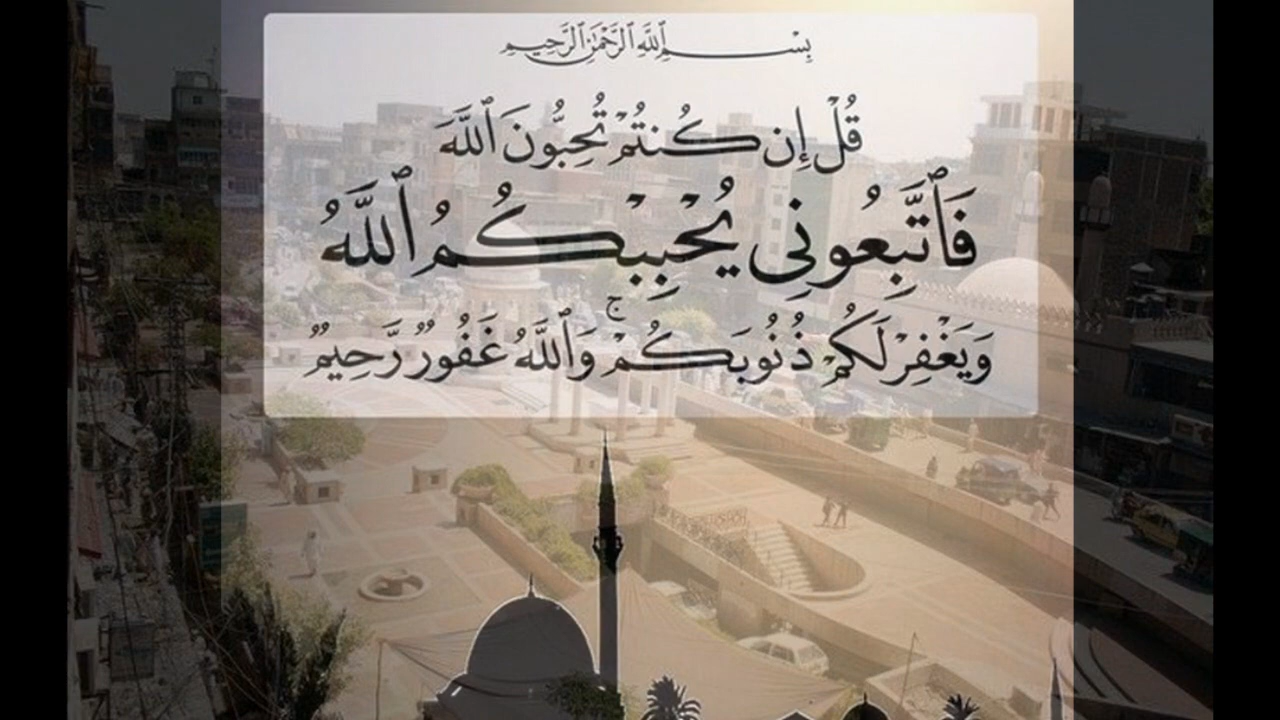 بِسْمِ ٱللَّهِ ٱلرَّحْمَٰنِ ٱلرَّحِيمِ
قُلْ إِن كُنتُمْ تُحِبُّونَ ٱللَّهَ
فَٱتَّبِعُونِي يُحْبِبْكُمُ ٱللَّهُ
وَيَغْفِرْ لَكُمْ ذُنُوبَكُمْ ۚ وَٱللَّهُ غَفُورٌ رَّحِيمٌ